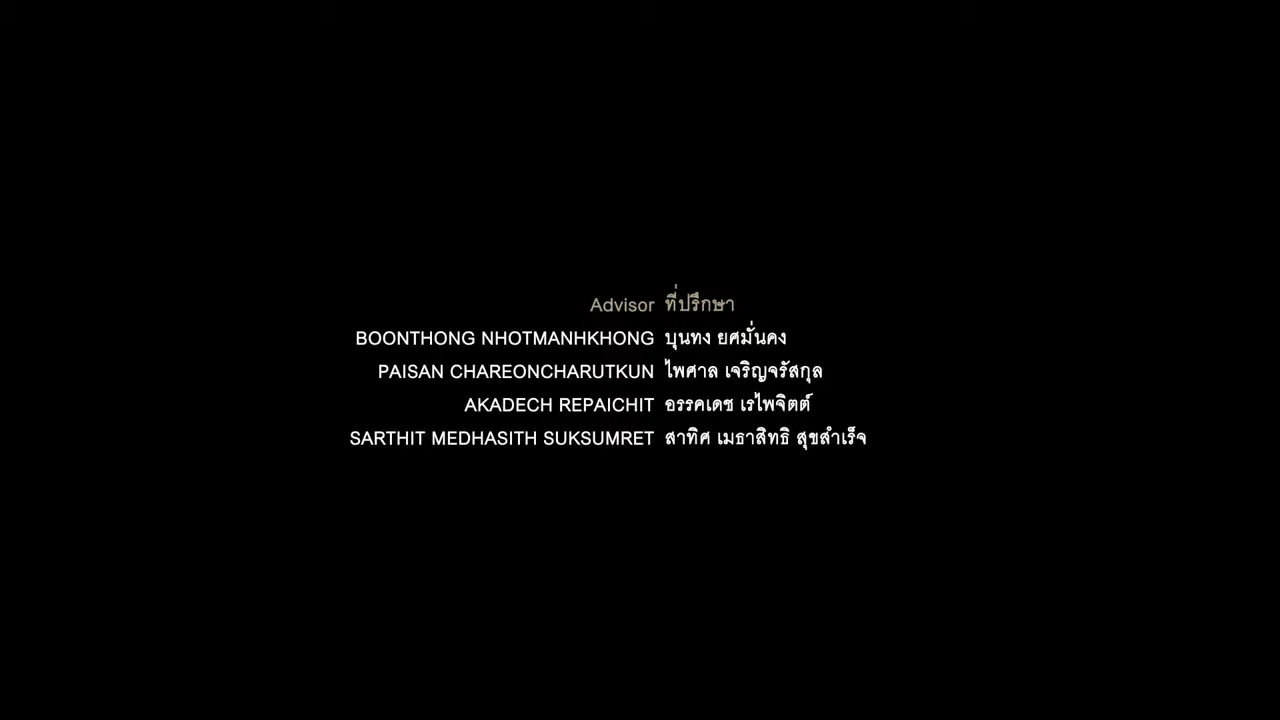 Advisor ที่ปรึกษา
BOONTHONG NHOTMANHKHONG บุนทง ยศมั่นคง
PAISAN CHAREONCHARUTKUN ไพศาล เจริญจรัสกุล
AKADECH REPAICHIT อรรคเดช เรไพจิตต์
SARTHIT MEDHASITH SUKSUMRET สาทิศ เมธาสิทธิ สุขสำเร็จ